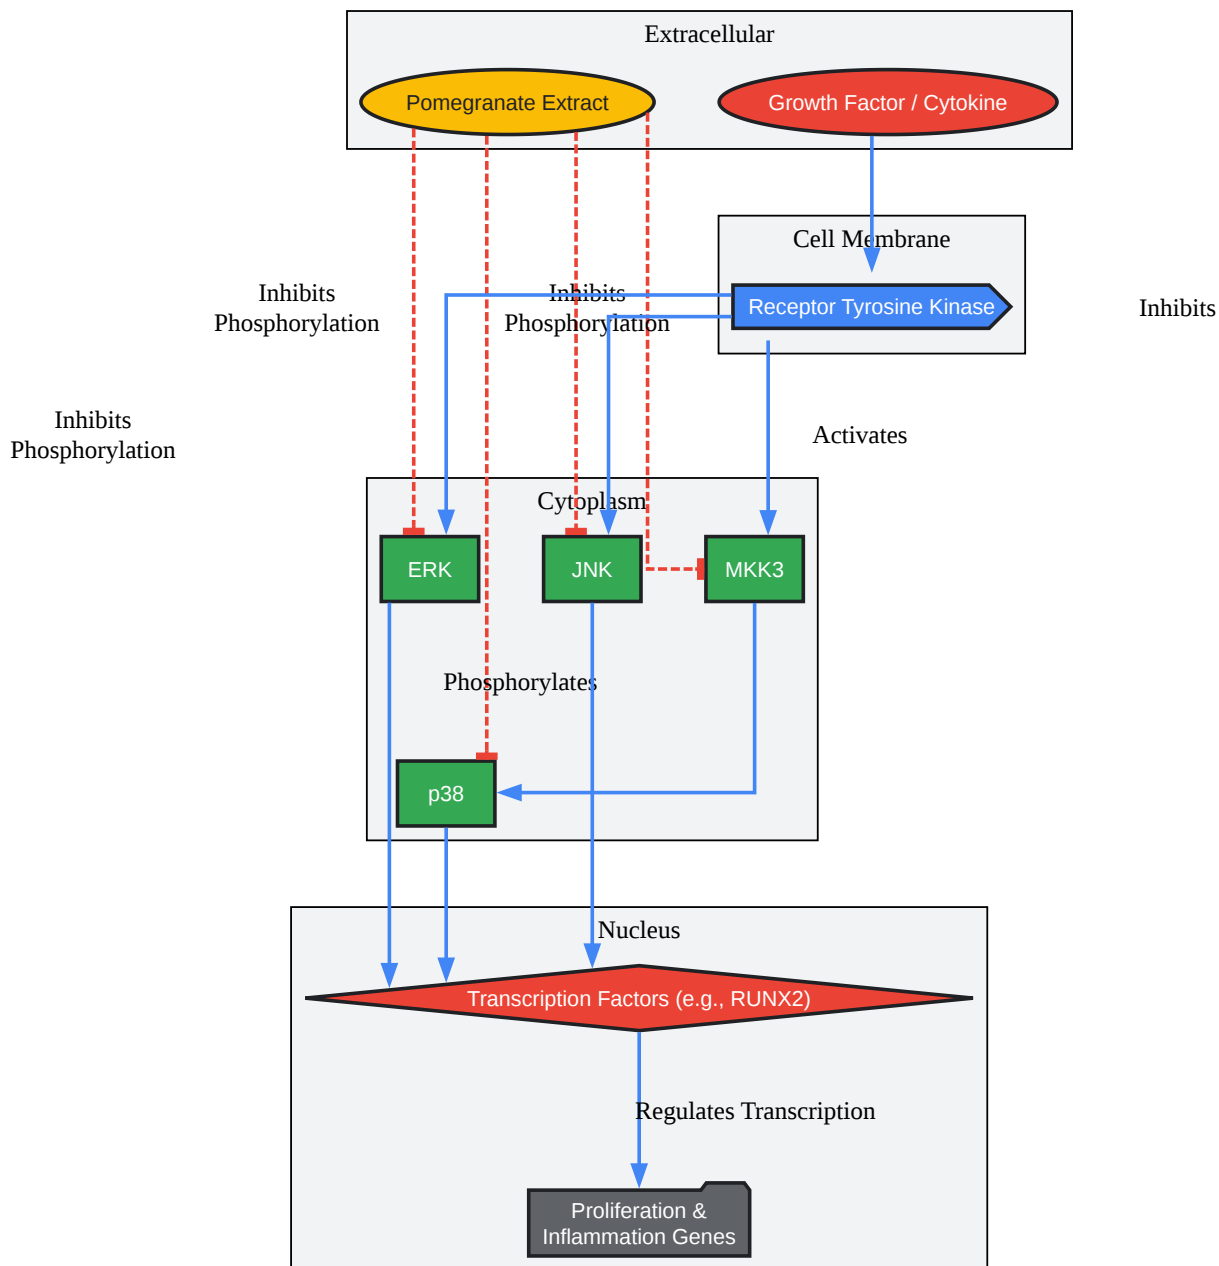 Extracellular
Pomegranate Extract
Growth Factor / Cytokine
Cell Membrane
Inhibits
Phosphorylation
Inhibits
Phosphorylation
Receptor Tyrosine Kinase
Inhibits
Inhibits
Phosphorylation
Activates
Cytoplasm
ERK
JNK
MKK3
Phosphorylates
p38
Nucleus
Transcription Factors (e.g., RUNX2)
Regulates Transcription
Proliferation &
Inflammation Genes